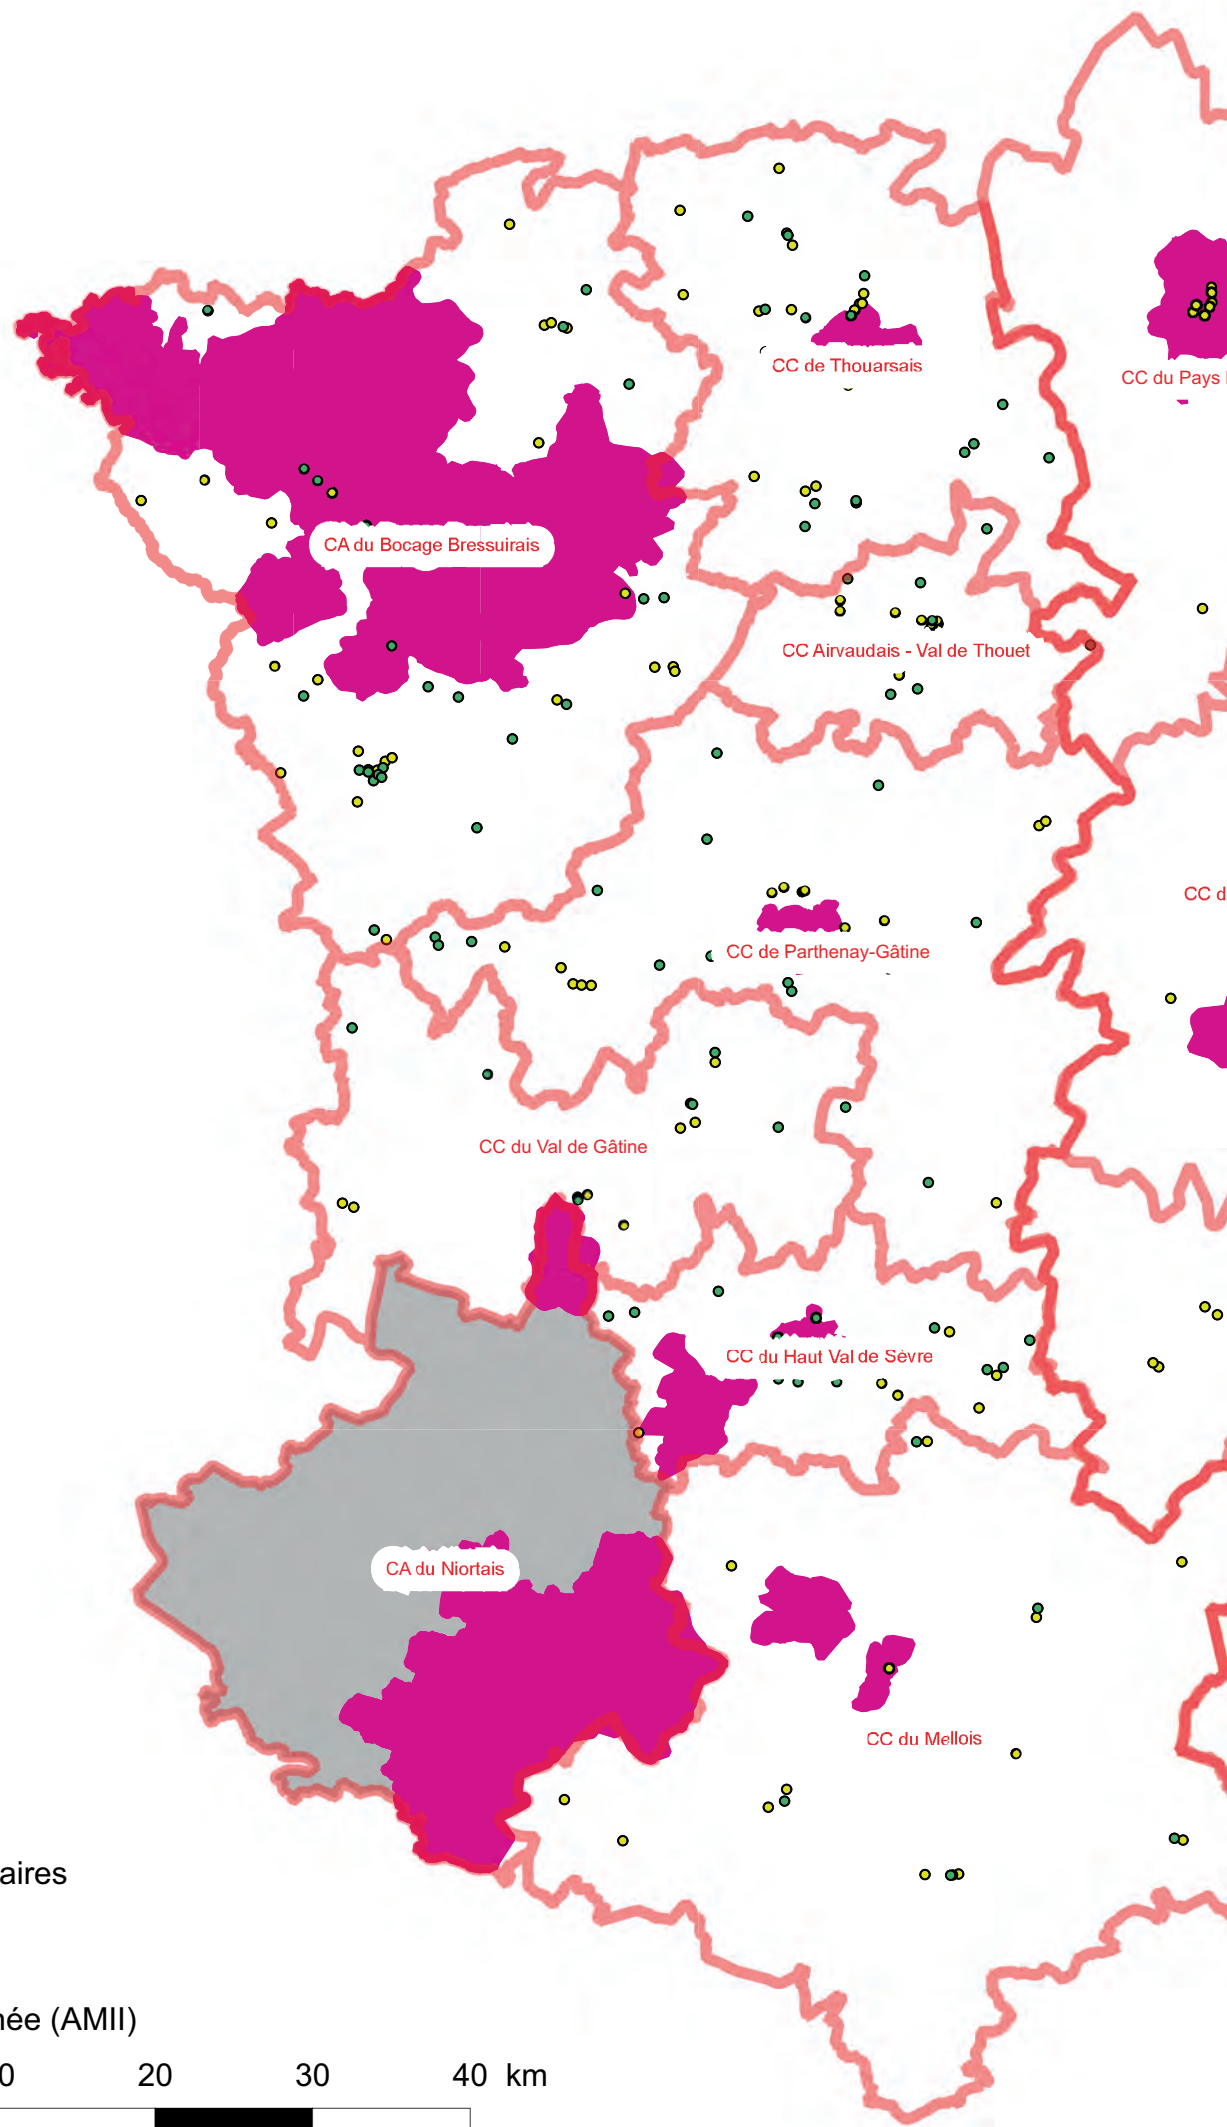 CC de Thouarsais
CC du Pays
CA du Bocage Bressuirais
CC Airvaudais - Val de Thouet
CC d
CC de Parthenay-Gâtine
CC du Val de Gâtine
CC du Haut Val de Sèvre
CA du Niortais
CC du Mellois
aires
née (AMII)
0 20 30 40 km